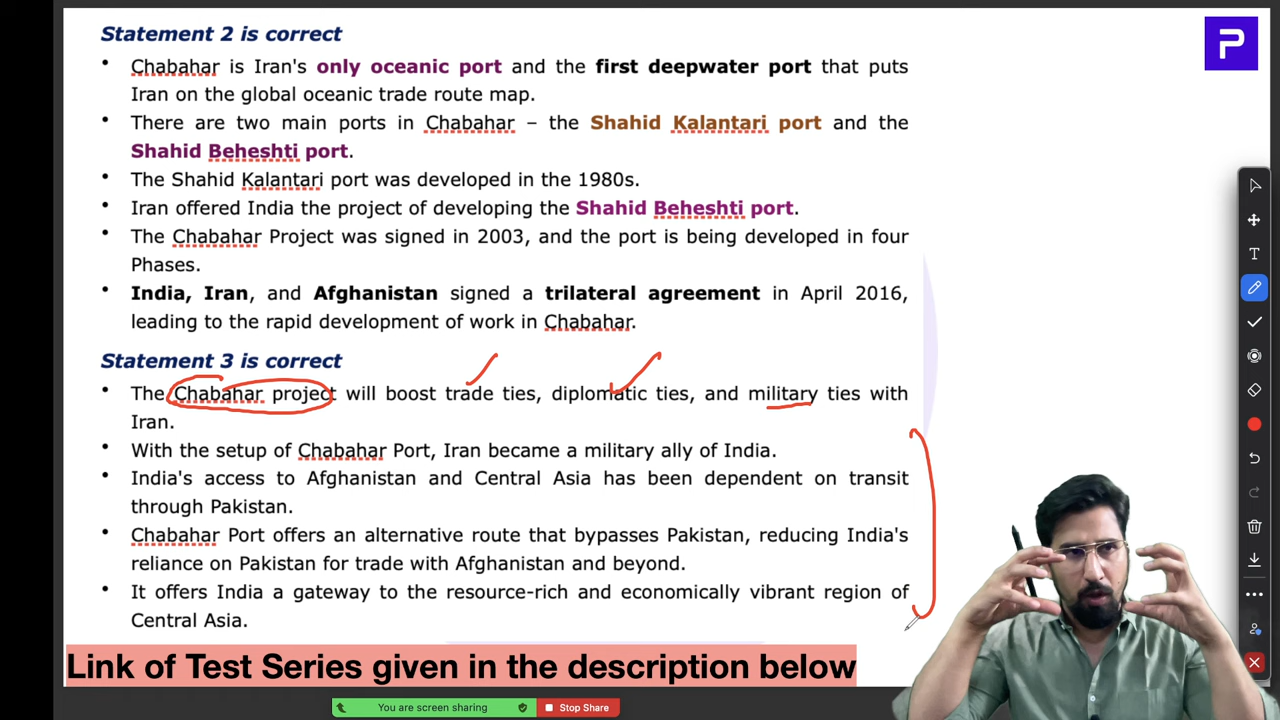 Statement 2 is correct
P
• Chabahar is Iran's only oceanic port and the first deepwater port that puts
Iran on the global oceanic trade route map.
• There are two main ports in Chabahar – the Shahid Kalantari port and the
Shahid Beheshti port.
• The Shahid Kalantari port was developed in the 1980s.
• Iran offered India the project of developing the Shahid Beheshti port.
• The Chabahar Project was signed in 2003, and the port is being developed in four
Phases.
• India, Iran, and Afghanistan signed a trilateral agreement in April 2016,
leading to the rapid development of work in Chabahar.
Statement 3 is correct
• The Chabahar project will boost trade ties, diplomatic ties, and military ties with
Iran.
• With the setup of Chabahar Port, Iran became a military ally of India.
• India's access to Afghanistan and Central Asia has been dependent on transit
through Pakistan.
• Chabahar Port offers an alternative route that bypasses Pakistan, reducing India's
reliance on Pakistan for trade with Afghanistan and beyond.
• It offers India a gateway to the resource-rich and economically vibrant region of
Central Asia.
Link of Test Series given in the description below
You are screen sharing
Stop Share
T